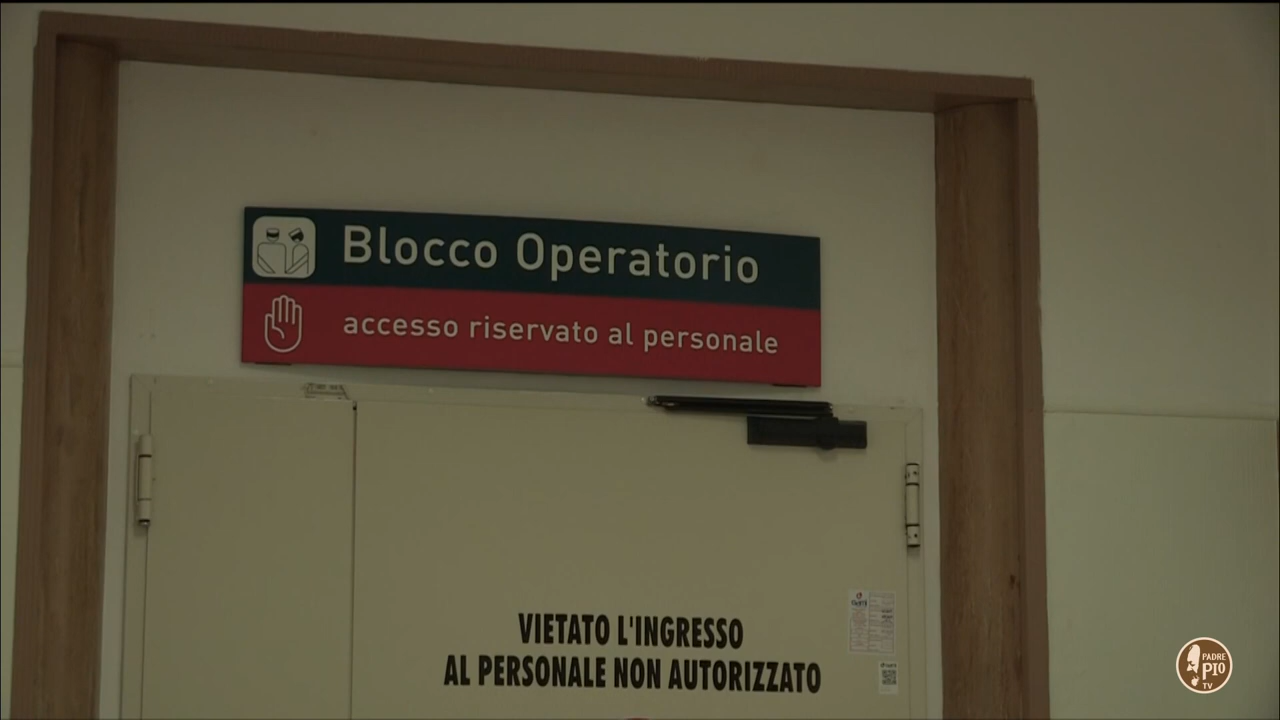 Blocco Operatorio
accesso riservato al personale
VIETATO L'INGRESSO
AL PERSONALE NON AUTORIZZATO
PADRE
PIO
TV